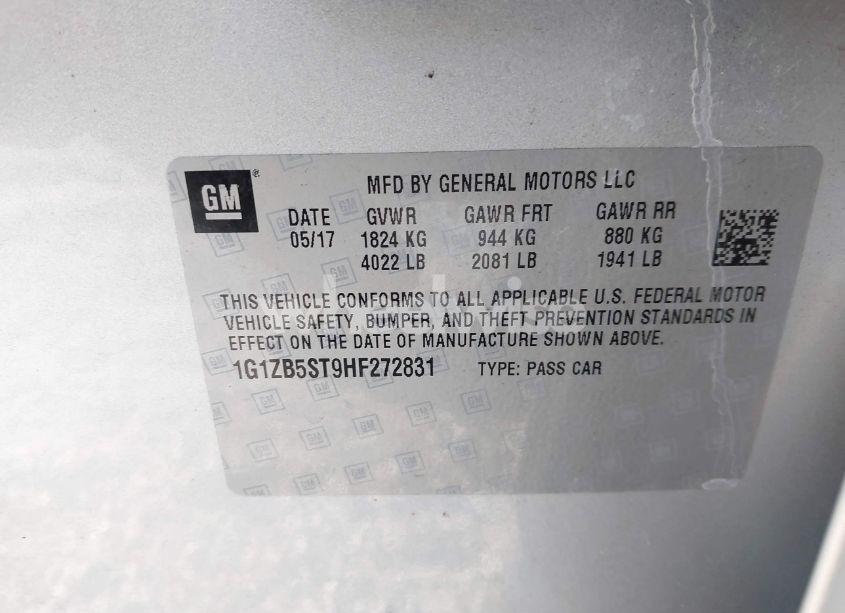 GM
MFD BY GENERAL MOTORS LLC
DATE GVWR GAWR FRT GAWR RR
05/17 1824 KG 944 KG 880 KG
4022 LB 2081 LB 1941 LB
THIS VEHICLE CONFORMS TO ALL APPLICABLE U.S. FEDERAL MOTOR
VEHICLE SAFETY, BUMPER, AND THEFT PREVENTION STANDARDS IN
EFFECT ON THE DATE OF MANUFACTURE SHOWN ABOVE.
1G1ZB5ST9HF272831 TYPE: PASS CAR